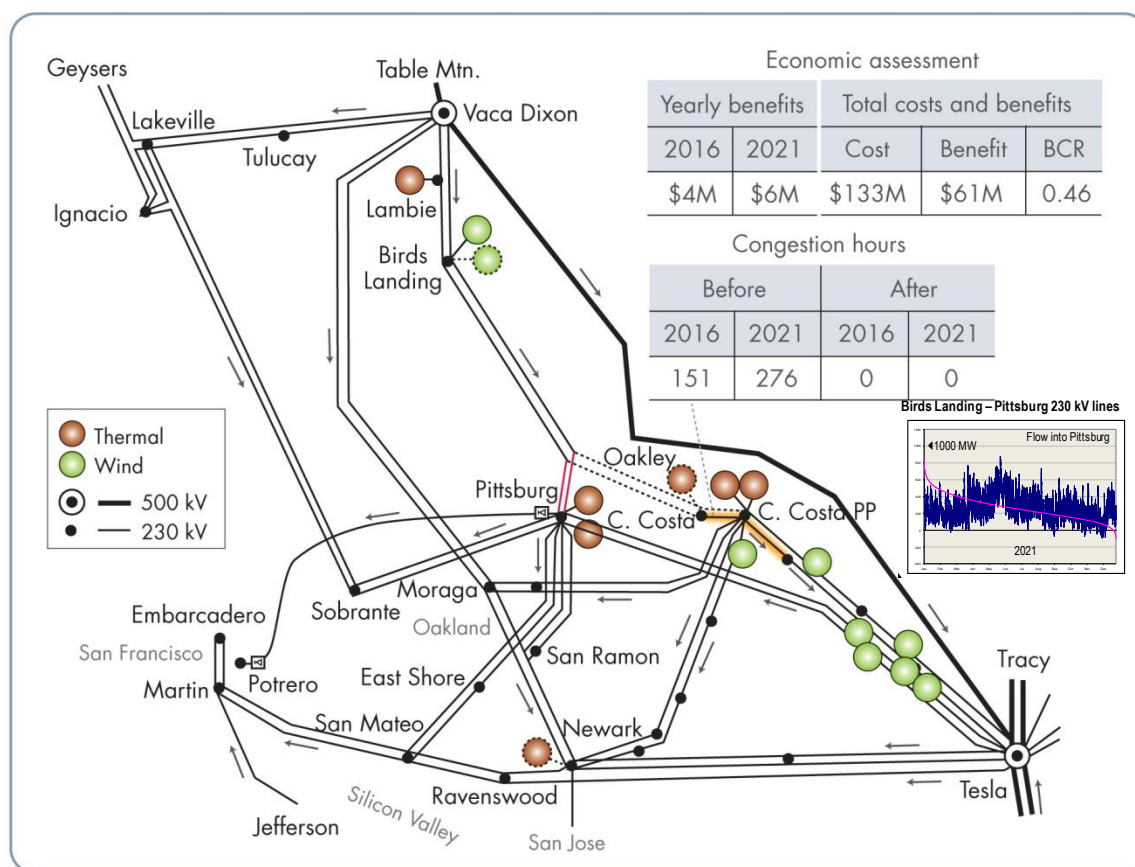 Geysers
Table Mtn.
Lakeville
Vaca Dixon
Tulucay
Ignacio
Lambie
Birds
Landing
Economic assessment
Yearly benefits
Total costs and benefits
2016
2021
Cost
Benefit
BCR
$4M
$6M
$133M
$61M
0.46
Congestion hours
Before
After
2016
2021
2016
2021
151
276
0
0
Birds Landing – Pittsburg 230 kV lines
Flow into Pittsburg
1000 MW
2021
Thermal
Wind
500 kV
230 kV
Oakley
Pittsburg
C. Costa
C. Costa PP
Moraga
Sobrante
Oakland
Embarcadero
San Francisco
Martin
Potrero
East Shore
San Ramon
San Mateo
Newark
Ravenswood
Silicon Valley
Jefferson
San Jose
Tracy
Tesla